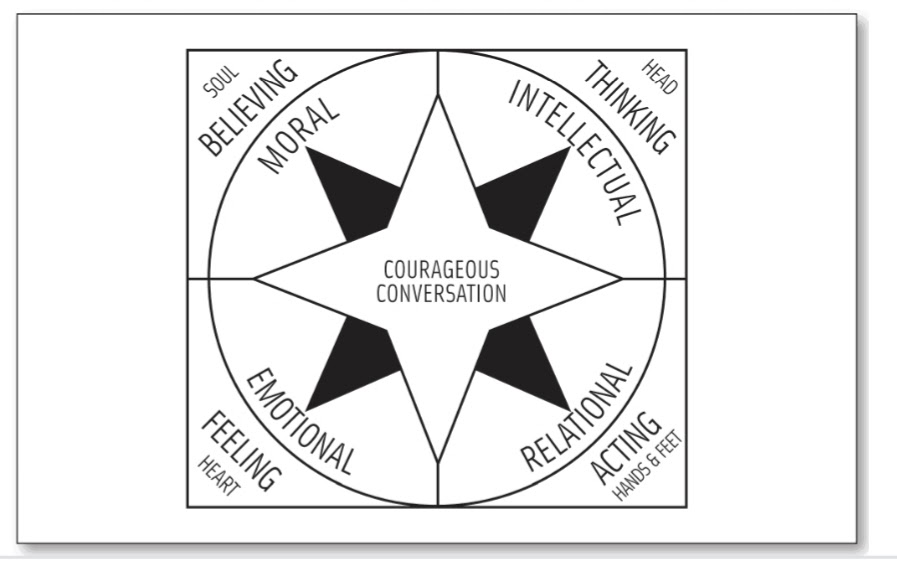 SOUL
BELIEVING
MORAL
HEAD
THINKING
INTELLECTUAL
COURAGEOUS
CONVERSATION
EMOTIONAL
FEELING
HEART
RELATIONAL
ACTING
HANDS & FEET